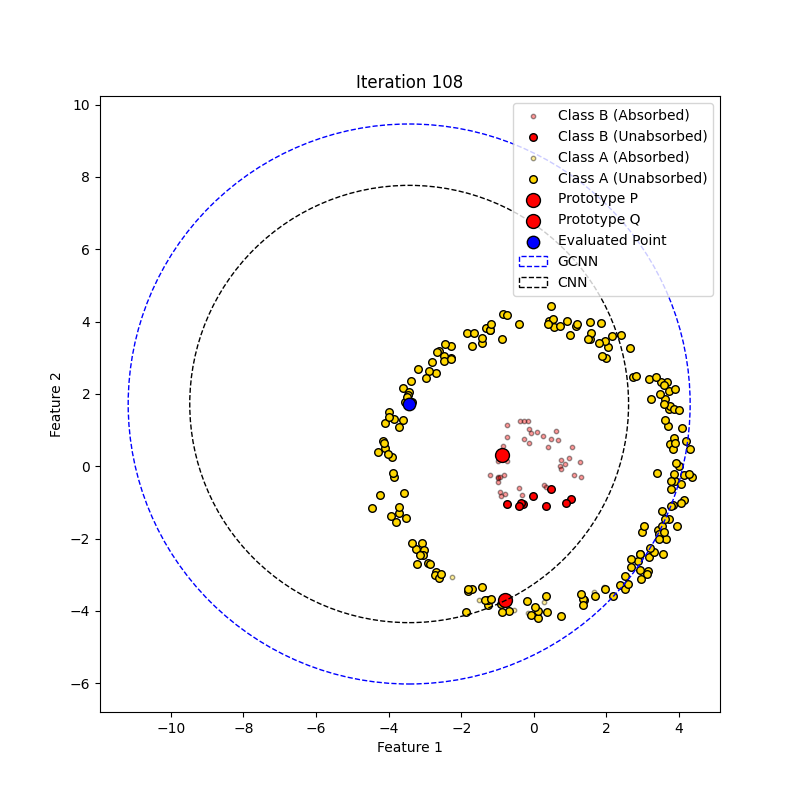 Iteration 108
Class B (Absorbed)
Class B (Unabsorbed)
Class A (Absorbed)
Class A (Unabsorbed)
Prototype P
Prototype Q
Evaluated Point
GCNN
CNN
10
8
6
4
2
0
−2
−4
−6
Feature 2
−10 −8 −6 −4 −2 0 2 4
Feature 1